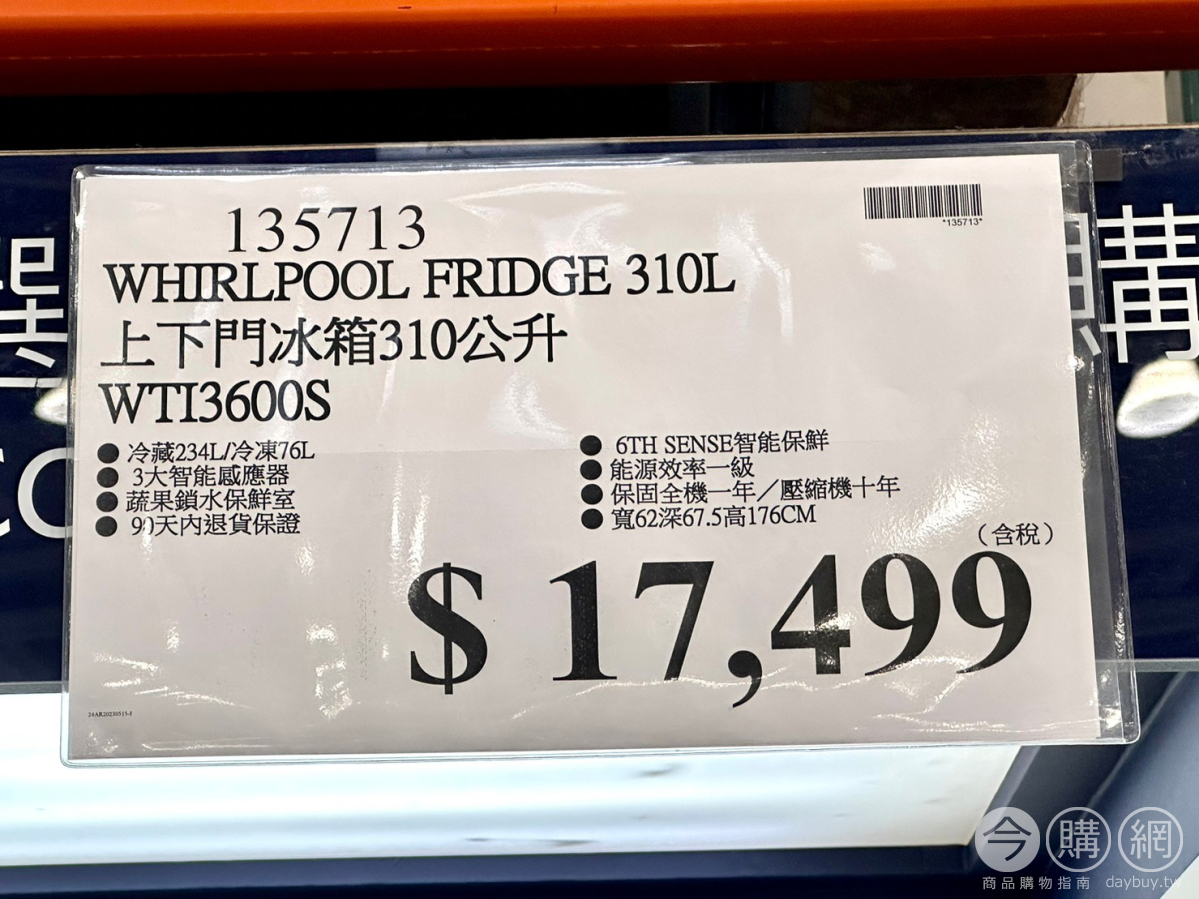 135713
*135713*
WHIRLPOOL FRIDGE 310L
上下門冰箱310公升
WTI3600S
● 冷藏234L/冷凍76L
● 3大智能感應器
● 蔬果鎖水保鮮室
● 90天內退貨保證
● 6TH SENSE智能保鮮
● 能源效率一級
● 保固全機一年／壓縮機十年
● 寬62深67.5高176CM
（含稅）
$ 17,499
24AR20230515-I
購
CO
今購網
商品購物指南 daybuy.tw